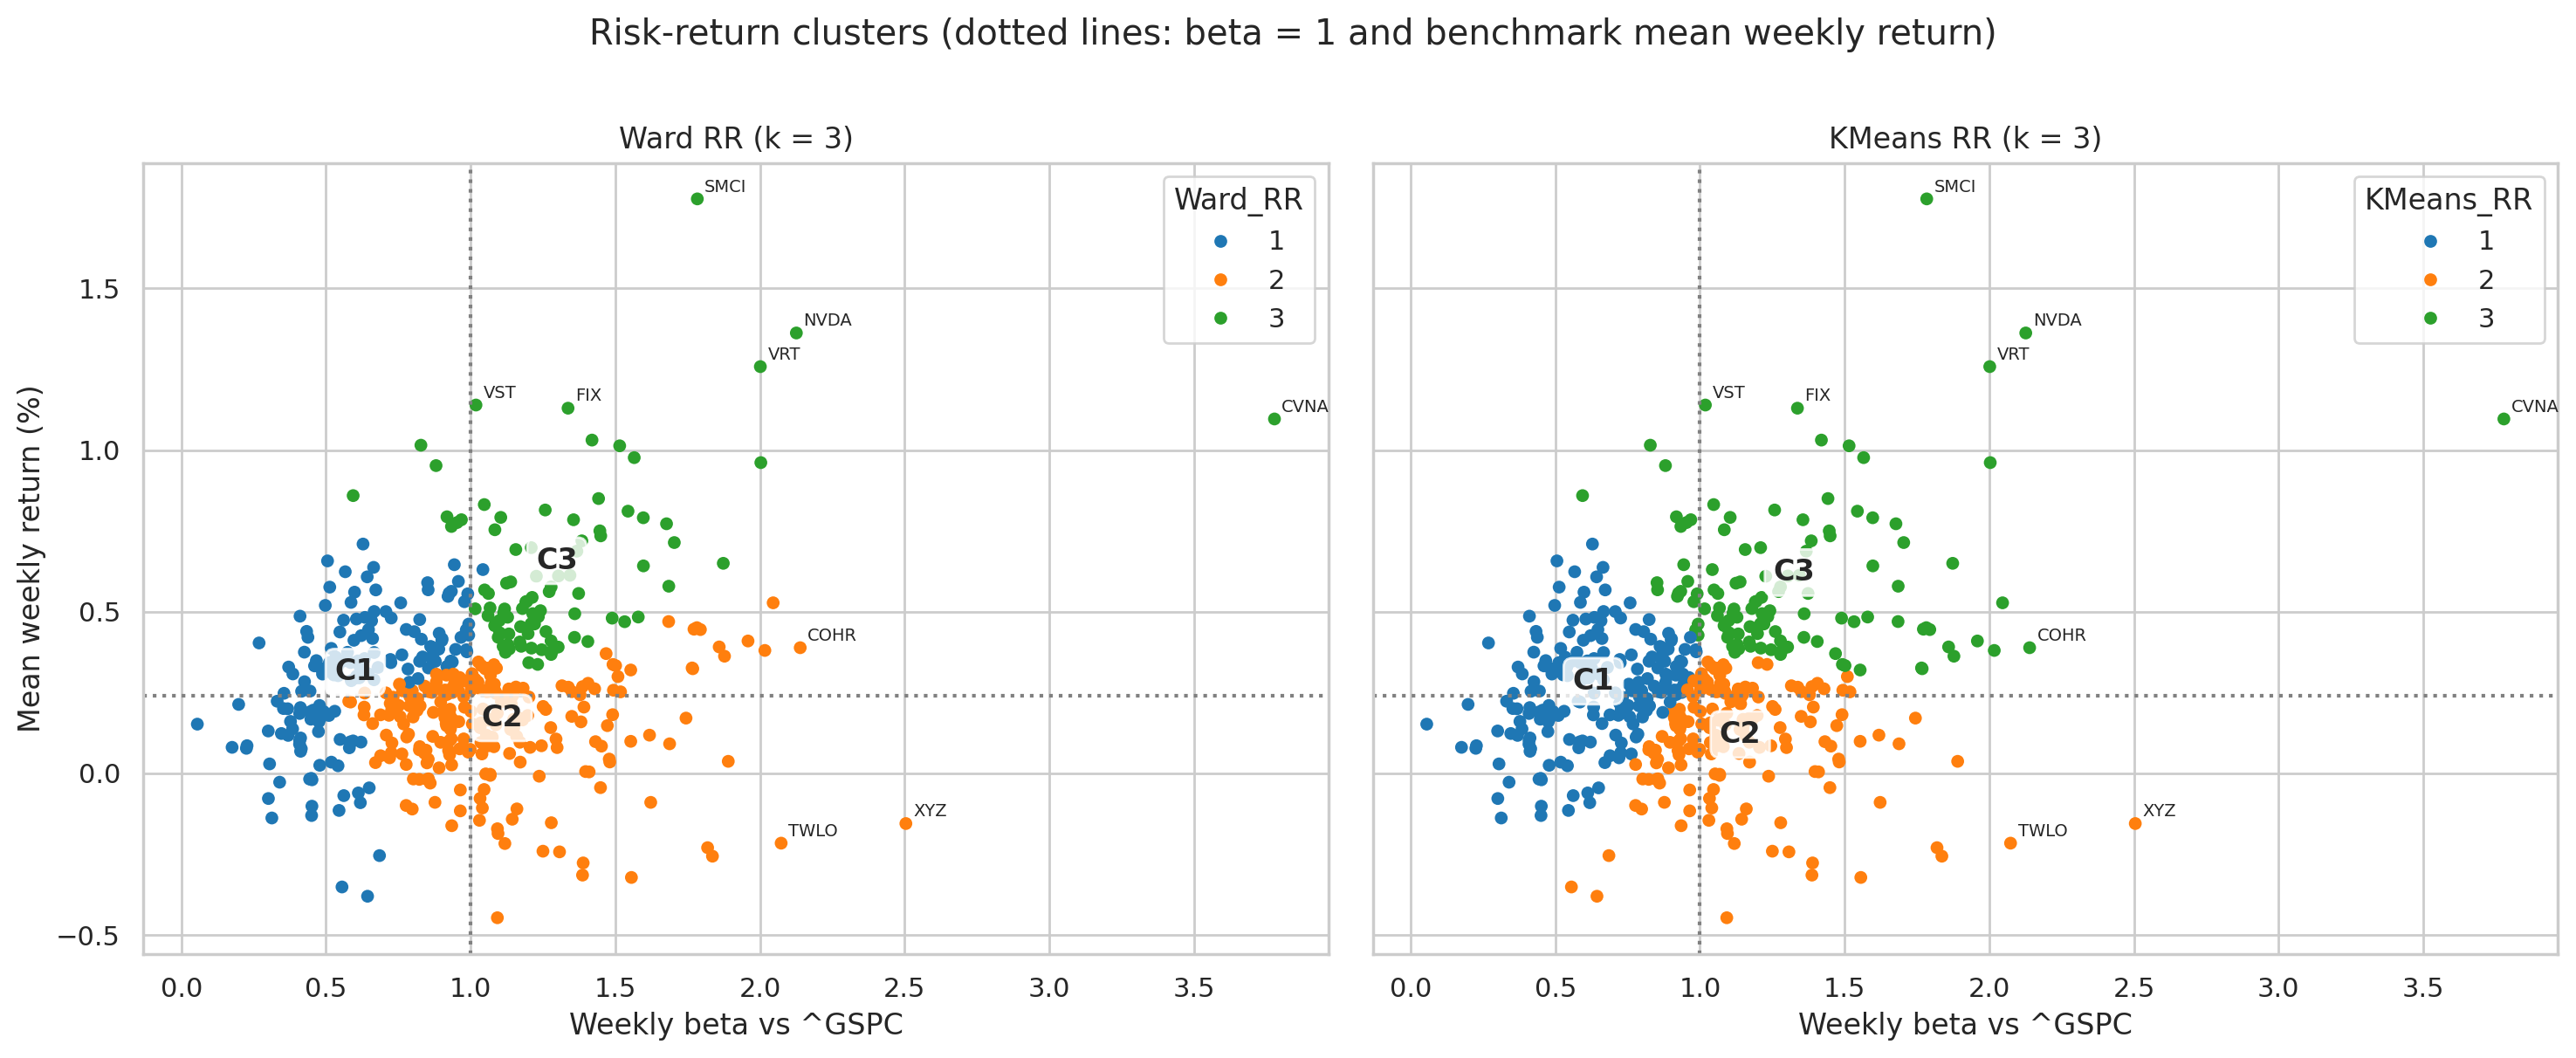 Risk-return clusters (dotted lines: beta = 1 and benchmark mean weekly return)
Ward RR (k = 3)
Mean weekly return (%)
1.5
1.0
0.5
0.0
−0.5
SMCI
NVDA
VRT
VST
FIX
CVNA
C3
COHR
C1
C2
XYZ
TWLO
Ward_RR
1
2
3
0.0 0.5 1.0 1.5 2.0 2.5 3.0 3.5
Weekly beta vs ^GSPC
KMeans RR (k = 3)
SMCI
NVDA
VRT
VST
FIX
CVNA
C3
COHR
C1
C2
XYZ
TWLO
KMeans_RR
1
2
3
0.0 0.5 1.0 1.5 2.0 2.5 3.0 3.5
Weekly beta vs ^GSPC